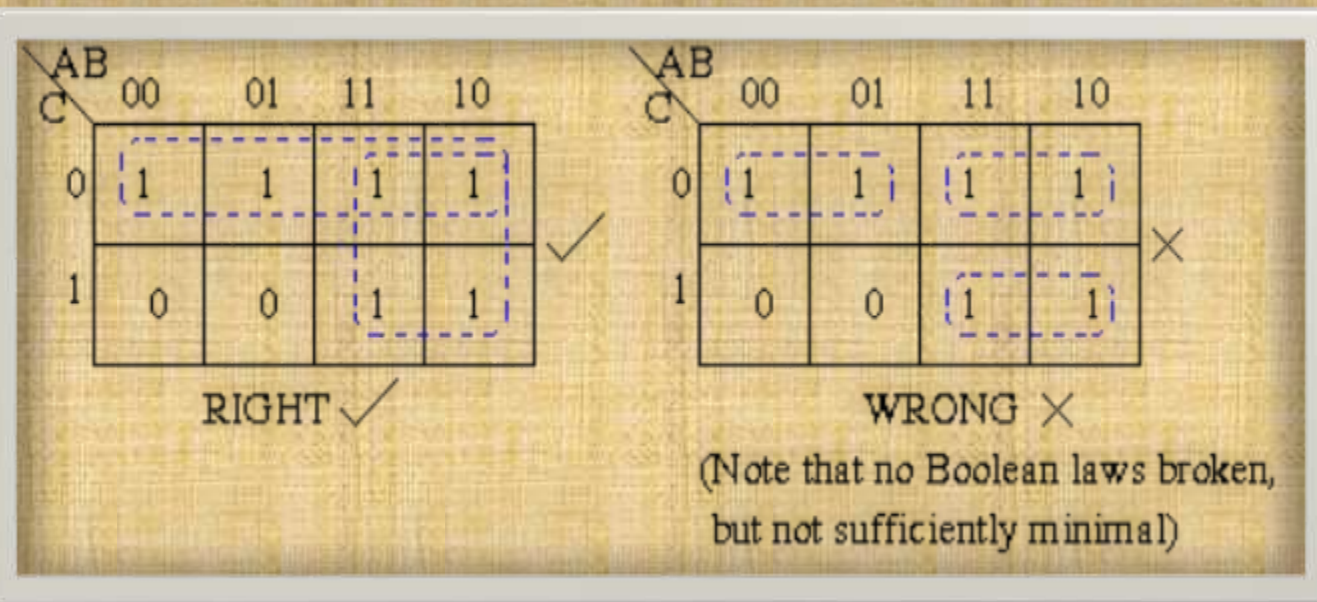 AB
C
00 01 11 10
0 1 1 1 1
1 0 0 1 1
RIGHT
AB
C
00 01 11 10
0 1 1 1 1
1 0 0 1 1
WRONG
(Note that no Boolean laws broken,
but not sufficiently minimal)